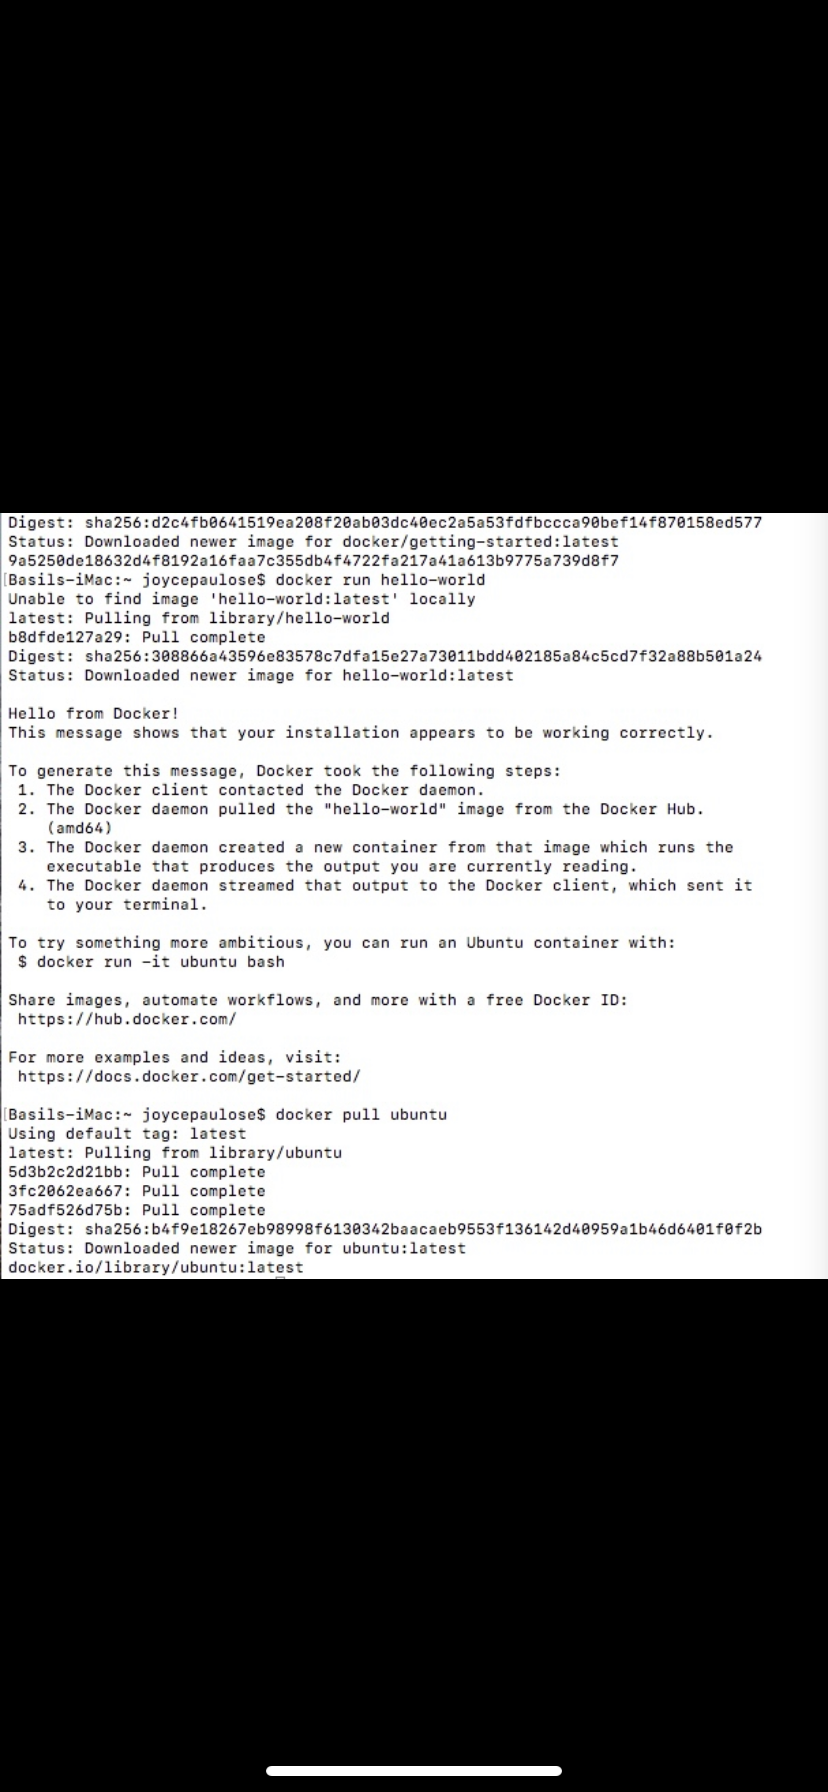 Digest: sha256:d2c4fb0641519ea208f20ab03dc40ec2a5a53fdfbccca90bef14f870158ed577
Status: Downloaded newer image for docker/getting-started:latest
9a5250de18632d4f8192a16faa7c355db4f4722fa217a41a613b9775a739d8f7
[Basils-iMac:~ joycepaulose$ docker run hello-world
Unable to find image 'hello-world:latest' locally
latest: Pulling from library/hello-world
b8dfde127a29: Pull complete
Digest: sha256:308866a43596e83578c7dfa15e27a73011bdd402185a84c5cd7f32a88b501a24
Status: Downloaded newer image for hello-world:latest
Hello from Docker!
This message shows that your installation appears to be working correctly.
To generate this message, Docker took the following steps:
1. The Docker client contacted the Docker daemon.
2. The Docker daemon pulled the "hello-world" image from the Docker Hub.
(amd64)
3. The Docker daemon created a new container from that image which runs the
executable that produces the output you are currently reading.
4. The Docker daemon streamed that output to the Docker client, which sent it
to your terminal.
To try something more ambitious, you can run an Ubuntu container with:
$ docker run -it ubuntu bash
Share images, automate workflows, and more with a free Docker ID:
https://hub.docker.com/
For more examples and ideas, visit:
https://docs.docker.com/get-started/
[Basils-iMac:~ joycepaulose$ docker pull ubuntu
Using default tag: latest
latest: Pulling from library/ubuntu
5d3b2c2d21bb: Pull complete
3fc2062ea667: Pull complete
75adf526d75b: Pull complete
Digest: sha256:b4f9e18267eb98998f6130342baacaeb9553f136142d40959a1b46d6401f0f2b
Status: Downloaded newer image for ubuntu:latest
docker.io/library/ubuntu:latest